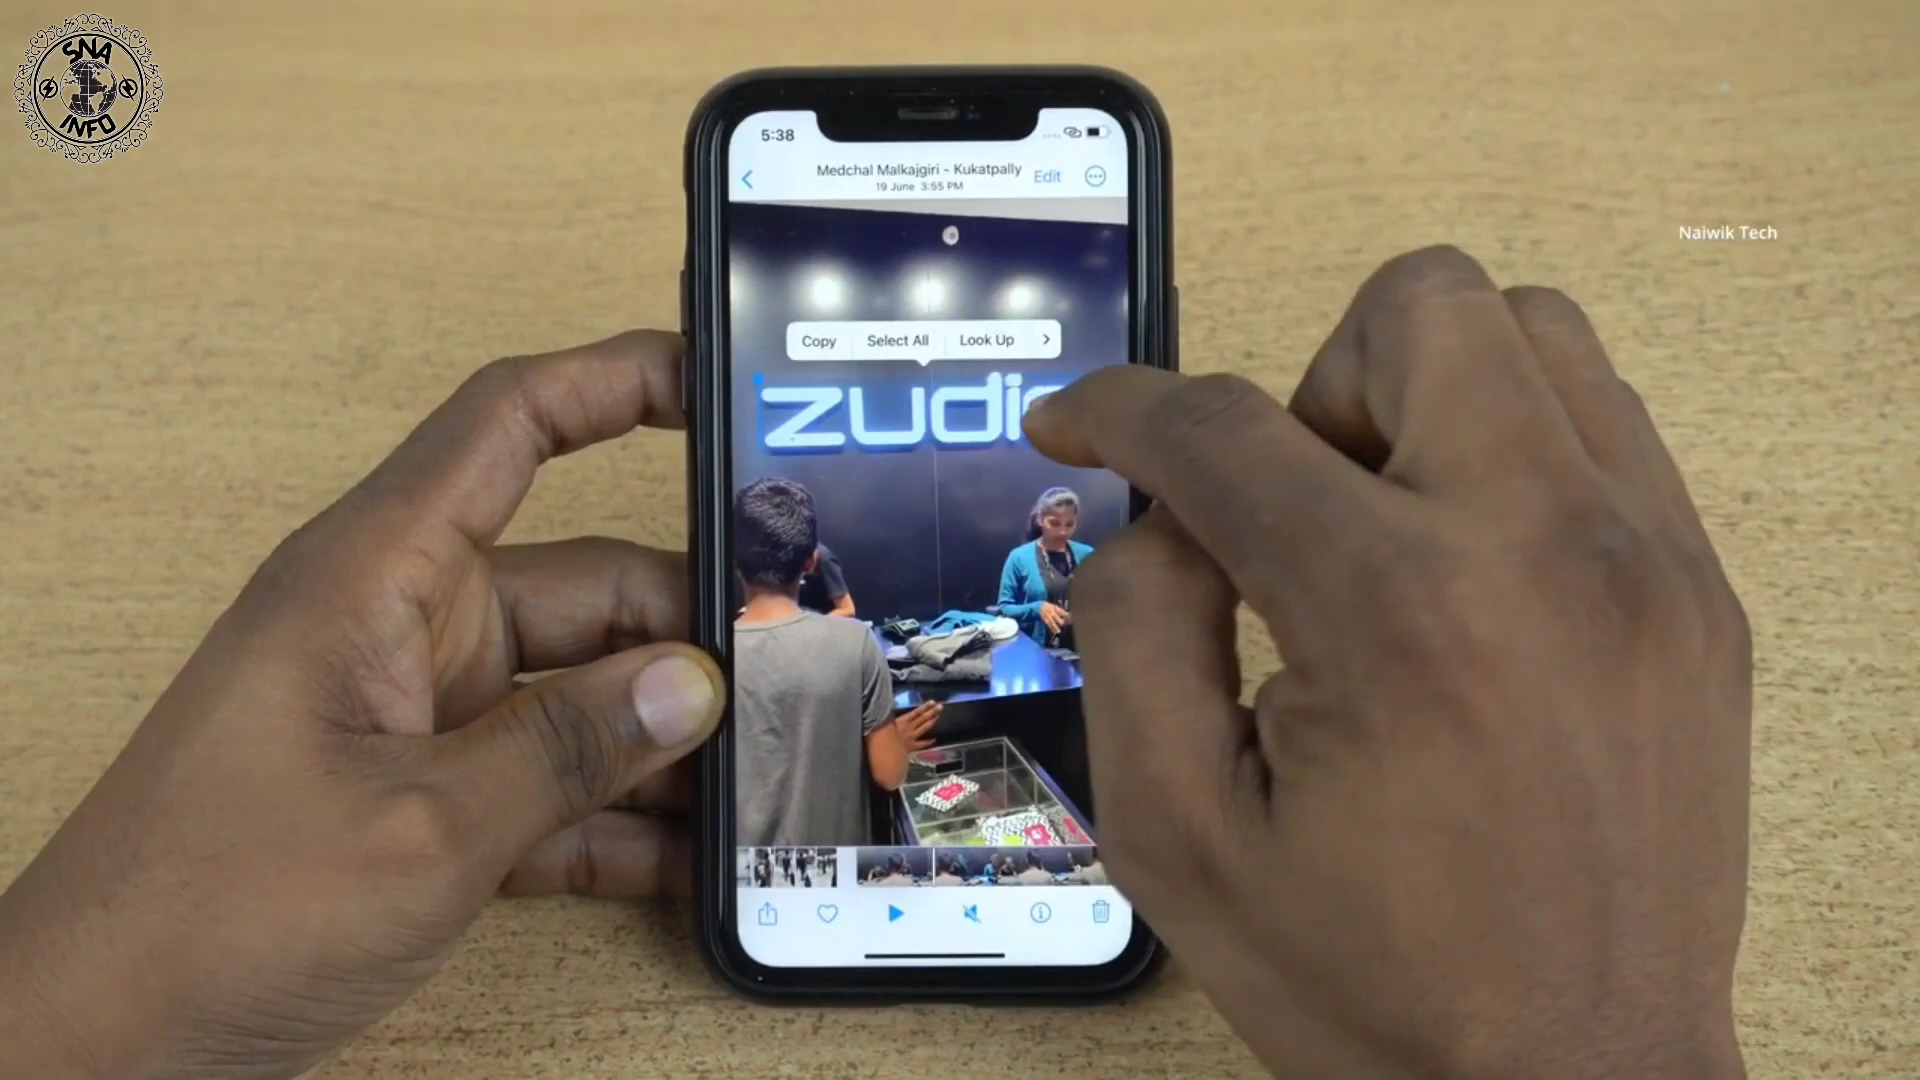 SNA
INFO
5:38
Medchal Malkajgiri - Kukatpally
19 June 3:55 PM
Edit
Naiwik Tech
Copy
Select All
Look Up